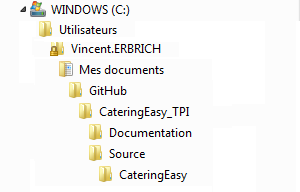 WINDOWS (C:)
Utilisateurs
Vincent.ERBRICH
Mes documents
GitHub
CateringEasy_TPI
Documentation
Source
CateringEasy